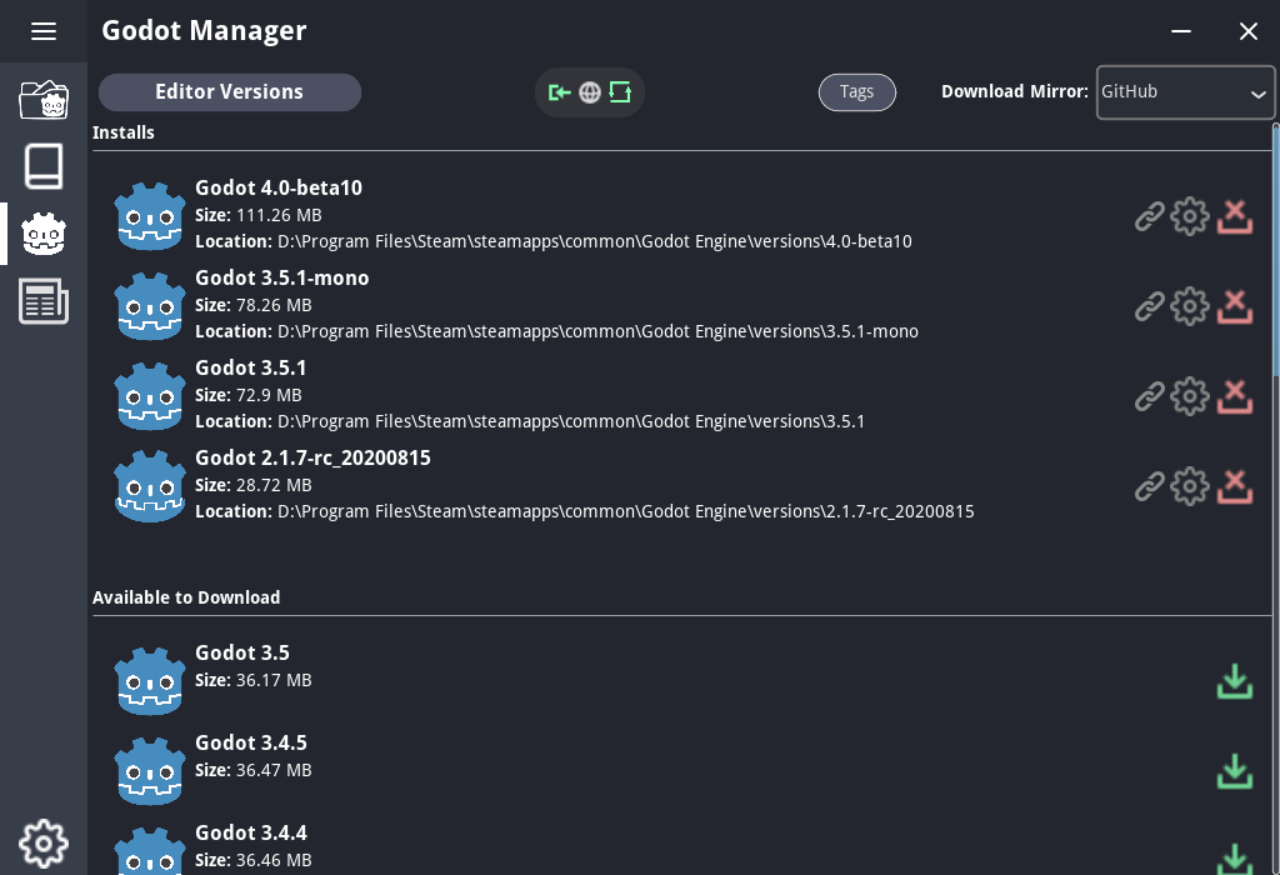 Godot Manager
Editor Versions
Tags
Download Mirror: GitHub
Installs
Godot 4.0-beta10
Size: 111.26 MB
Location: D:\Program Files\Steam\steamapps\common\Godot Engine\versions\4.0-beta10
Godot 3.5.1-mono
Size: 78.26 MB
Location: D:\Program Files\Steam\steamapps\common\Godot Engine\versions\3.5.1-mono
Godot 3.5.1
Size: 72.9 MB
Location: D:\Program Files\Steam\steamapps\common\Godot Engine\versions\3.5.1
Godot 2.1.7-rc_20200815
Size: 28.72 MB
Location: D:\Program Files\Steam\steamapps\common\Godot Engine\versions\2.1.7-rc_20200815
Available to Download
Godot 3.5
Size: 36.17 MB
Godot 3.4.5
Size: 36.47 MB
Godot 3.4.4
Size: 36.46 MB